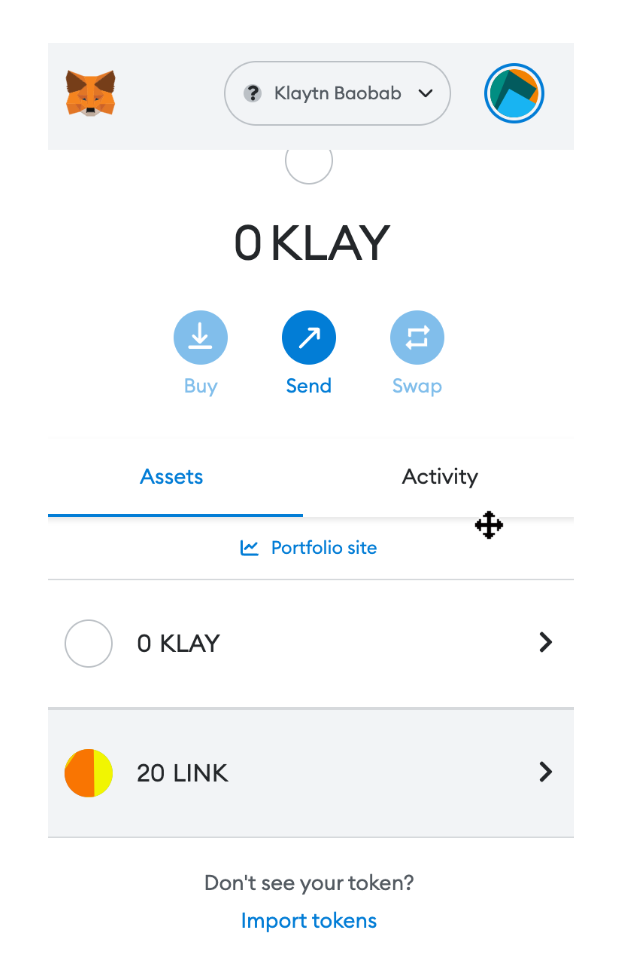 ? Klaytn Baobab
0 KLAY
Buy Send Swap
Assets Activity
Portfolio site
0 KLAY
20 LINK
Don't see your token?
Import tokens